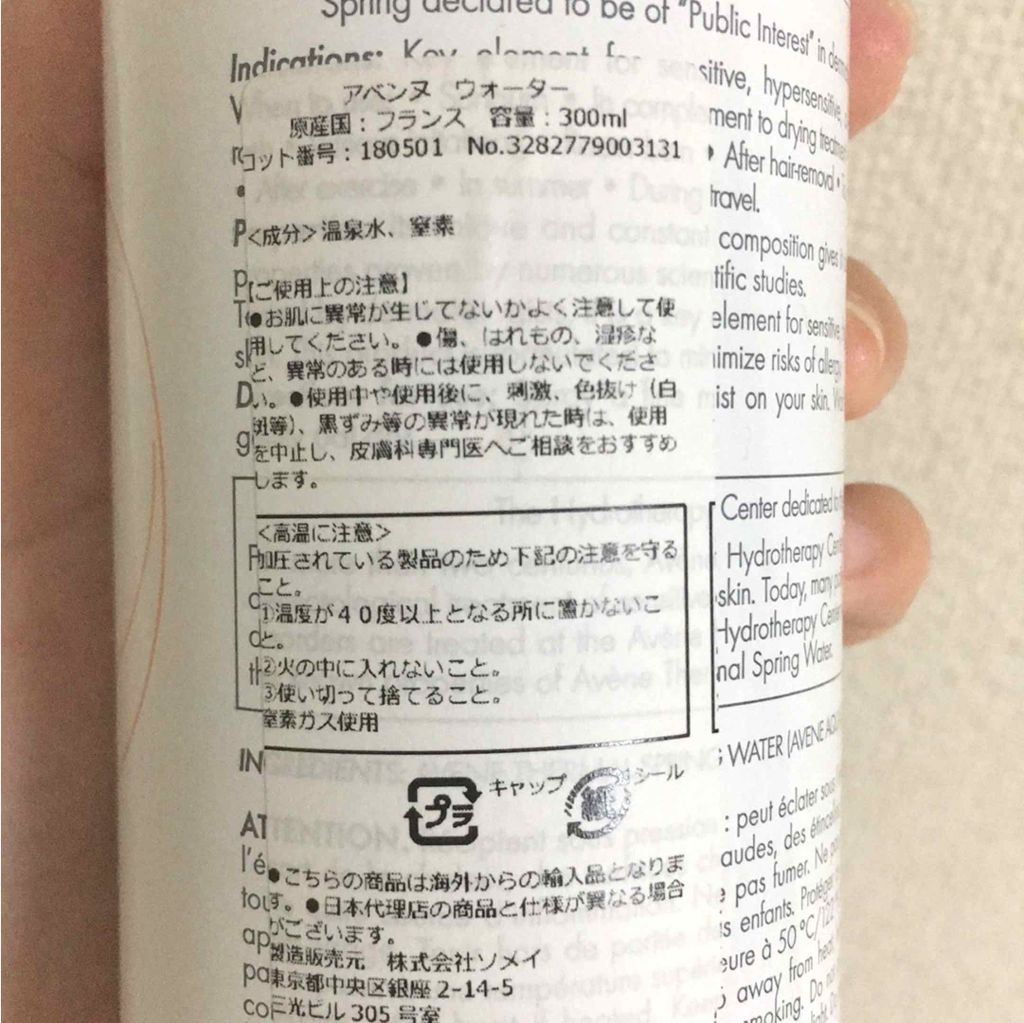 Spring declared to be of "Public Interest" in
Indications: Key element for sensitive, hypersensitive,
アベンヌ ウォーター
原産国：フランス 容量：300ml
ロット番号：180501 No.3282779003131
<成分>温泉水、窒素
【ご使用上の注意】
●お肌に異常が生じてないかよく注意して使
用してください。●傷、はれもの、湿疹な
ど、異常のある時には使用しないでくださ
い。●使用中や使用後に、刺激、色抜け（白
斑等）、黒ずみ等の異常が現れた時は、使用
を中止し、皮膚科専門医へご相談をおすすめ
します。
<高温に注意>
加圧されている製品のため下記の注意を守る
こと。
①温度が４０度以上となる所に置かないこ
と。
②火の中に入れないこと。
③使い切って捨てること。
窒素ガス使用
プラ キャップ シール
●こちらの商品は海外からの輸入品となりま
す。●日本代理店の商品と仕様が異なる場合
がございます。
製造販売元 株式会社ソメイ
東京都中央区銀座 2-14-5
三光ビル 305 号室
ment to drying
After hair-removal •
travel.
composition gives
tific studies.
element for sensitive,
imize risks of
ist on your skin.
Center dedicated
Hydrotherapy
skin. Today, many
Hydrotherapy
nal Spring Water.
WATER (AVENE
: peut éclater sous
audes, des
pas fumer. Ne
enfants. Protéger
eure à 50 °C/
away from heat
smoking. Do